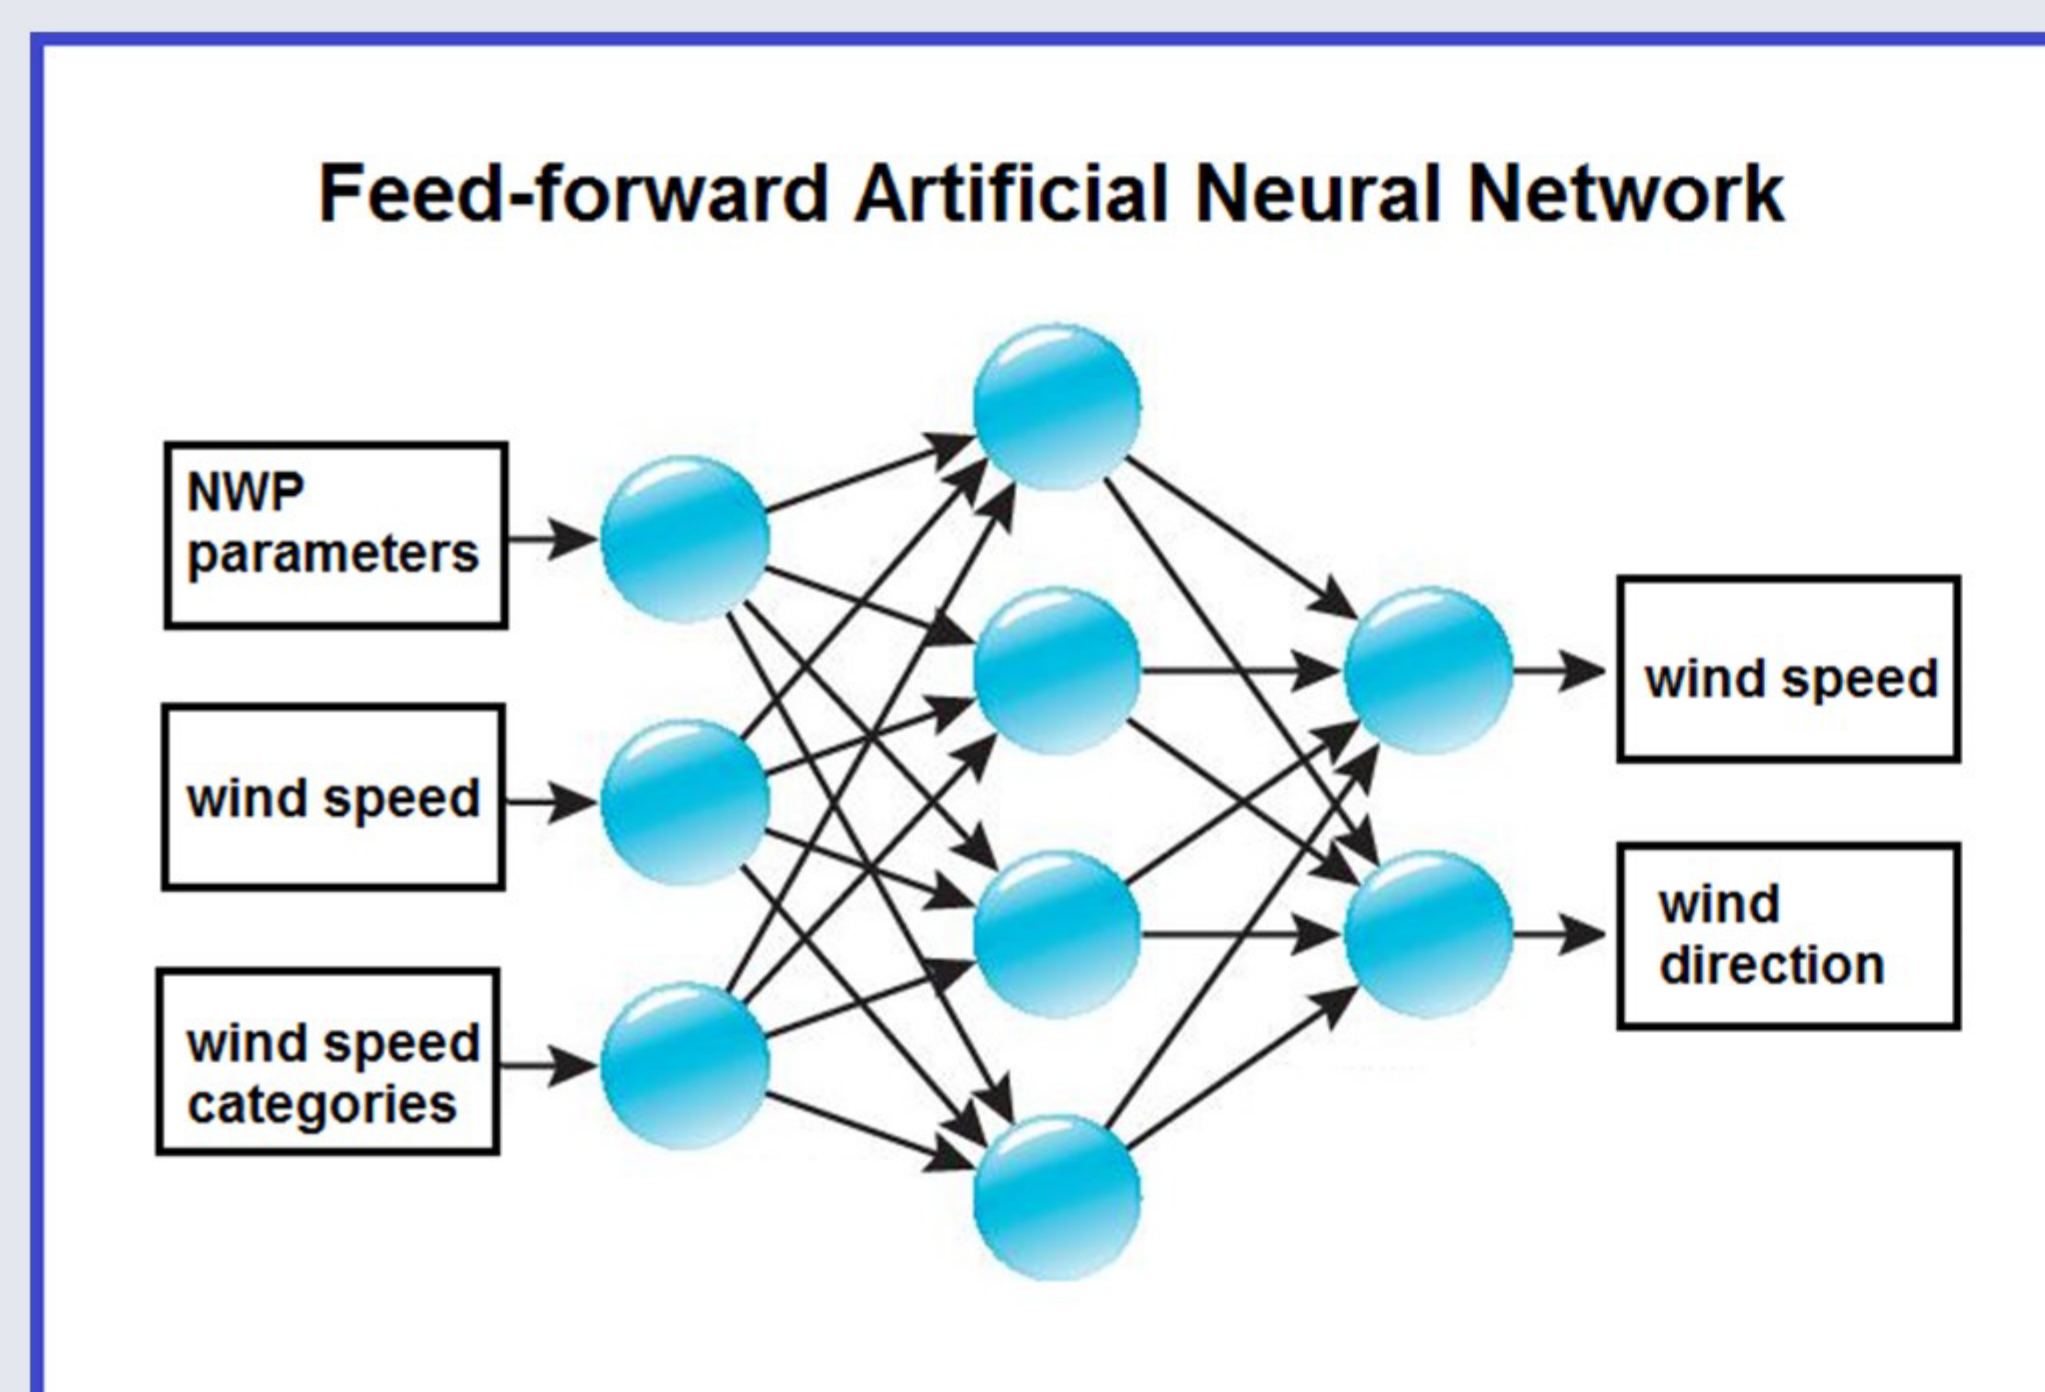 Feed-forward Artificial Neural Network
NWP
parameters
wind speed
wind speed
categories
wind speed
wind
direction